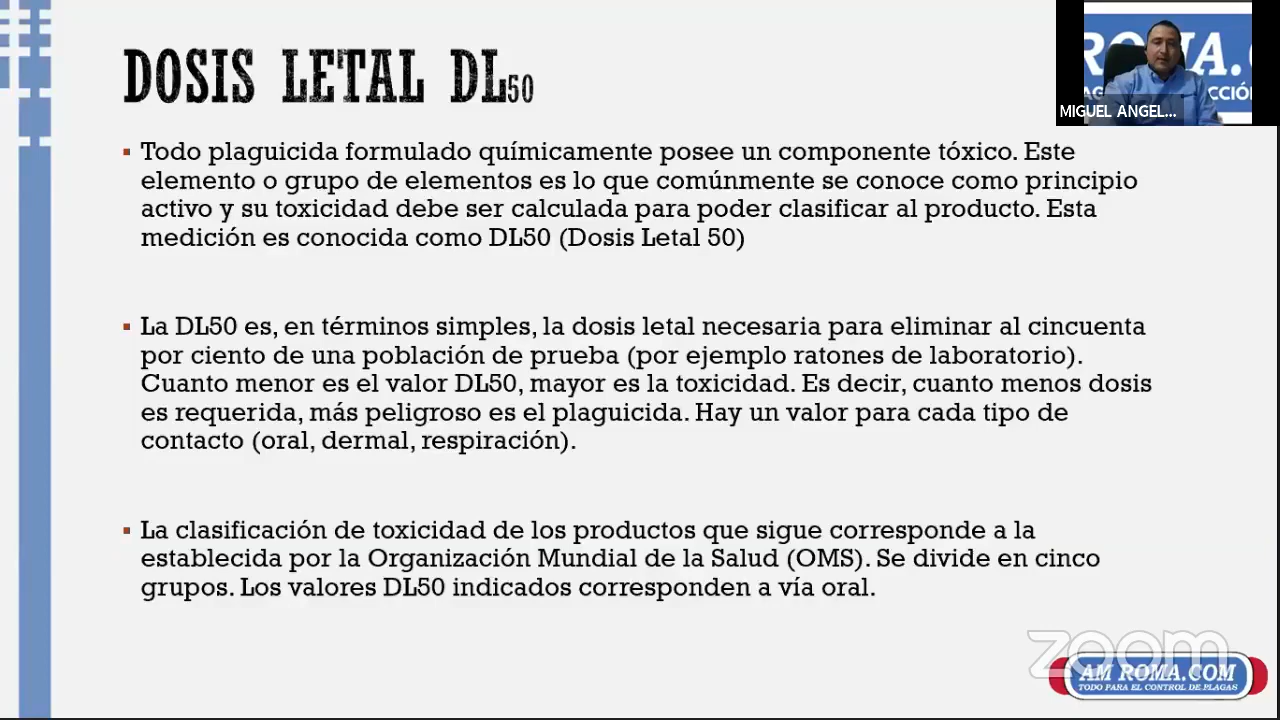 DOSIS LETAL DL50
▪ Todo plaguicida formulado químicamente posee un componente tóxico. Este
elemento o grupo de elementos es lo que comúnmente se conoce como principio
activo y su toxicidad debe ser calculada para poder clasificar al producto. Esta
medición es conocida como DL50 (Dosis Letal 50)
▪ La DL50 es, en términos simples, la dosis letal necesaria para eliminar al cincuenta
por ciento de una población de prueba (por ejemplo ratones de laboratorio).
Cuanto menor es el valor DL50, mayor es la toxicidad. Es decir, cuanto menos dosis
es requerida, más peligroso es el plaguicida. Hay un valor para cada tipo de
contacto (oral, dermal, respiración).
▪ La clasificación de toxicidad de los productos que sigue corresponde a la
establecida por la Organización Mundial de la Salud (OMS). Se divide en cinco
grupos. Los valores DL50 indicados corresponden a vía oral.
MIGUEL ANGEL...
zoom
AM ROMA.COM
TODO PARA EL CONTROL DE PLAGAS